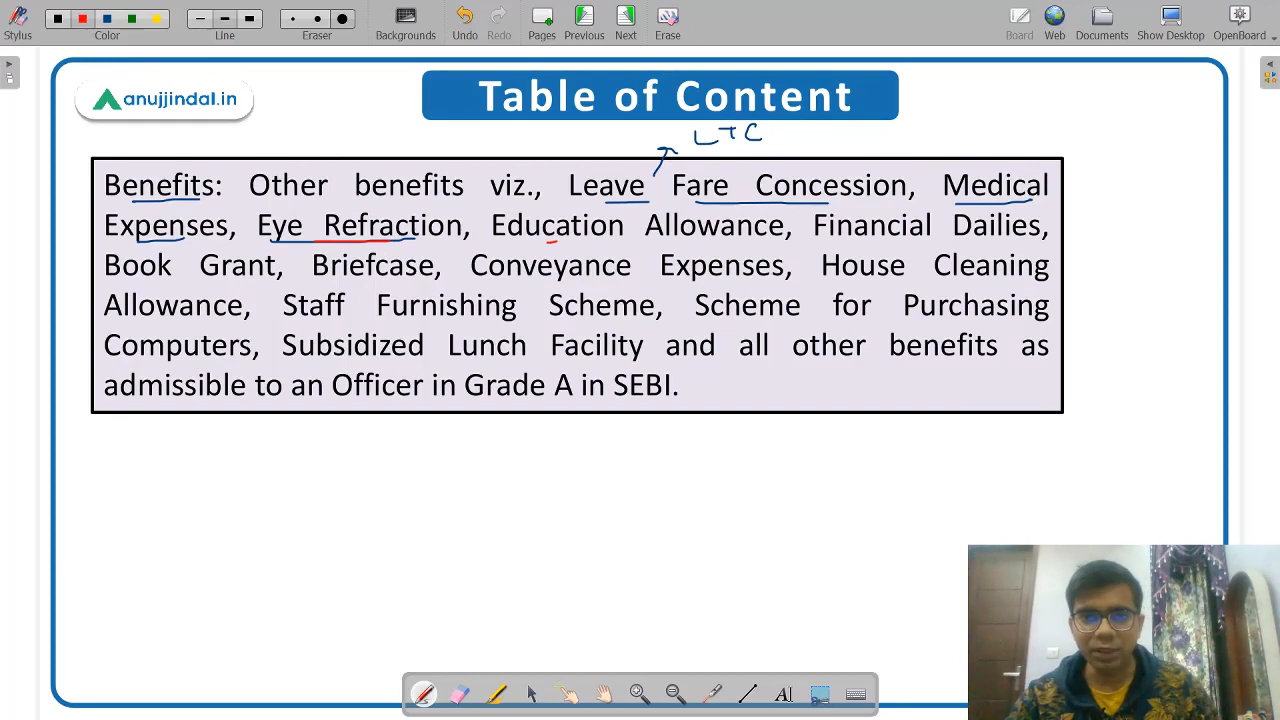 Stylus Color Line Eraser Backgrounds Undo Redo Pages Previous Next Erase Board Web Documents Show Desktop OpenBoard
anujjindal.in
Table of Content
LTC
Benefits: Other benefits viz., Leave Fare Concession, Medical
Expenses, Eye Refraction, Education Allowance, Financial Dailies,
Book Grant, Briefcase, Conveyance Expenses, House Cleaning
Allowance, Staff Furnishing Scheme, Scheme for Purchasing
Computers, Subsidized Lunch Facility and all other benefits as
admissible to an Officer in Grade A in SEBI.